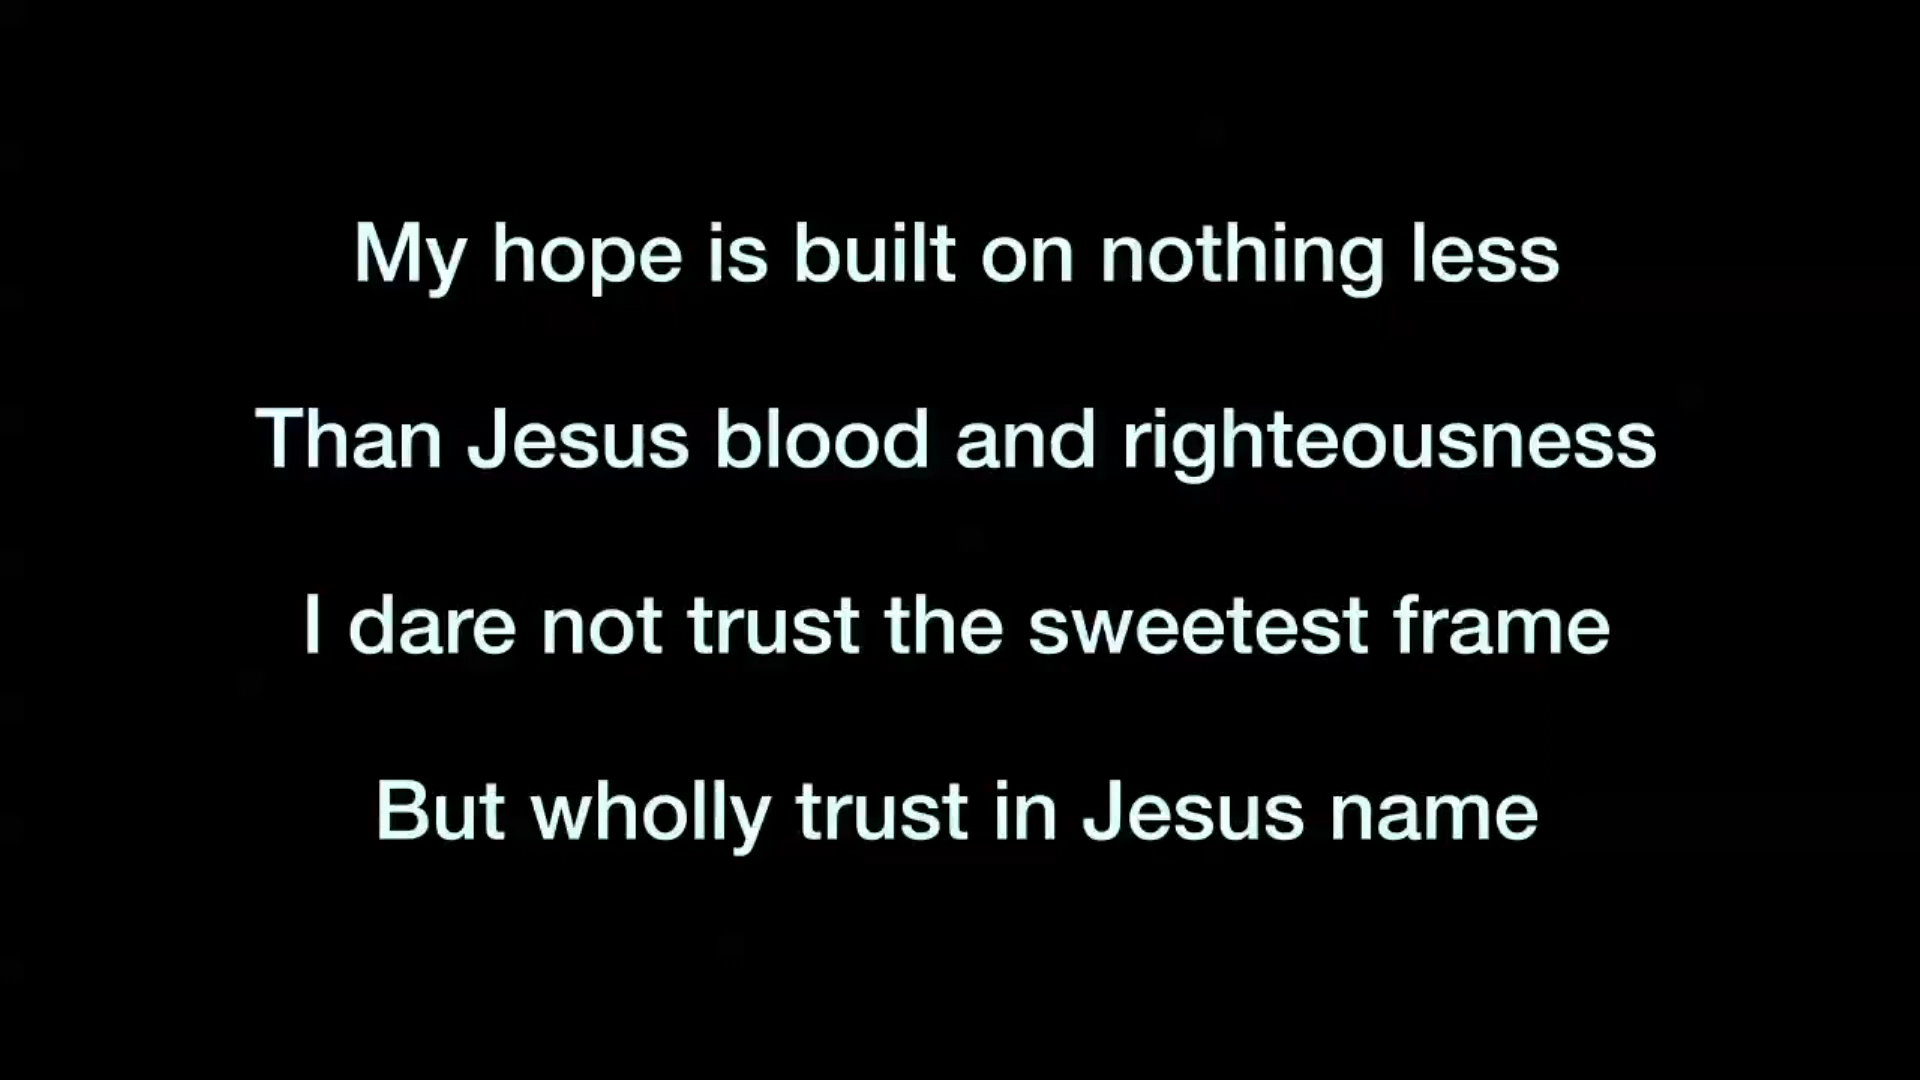 My hope is built on nothing less
Than Jesus blood and righteousness
I dare not trust the sweetest frame
But wholly trust in Jesus name